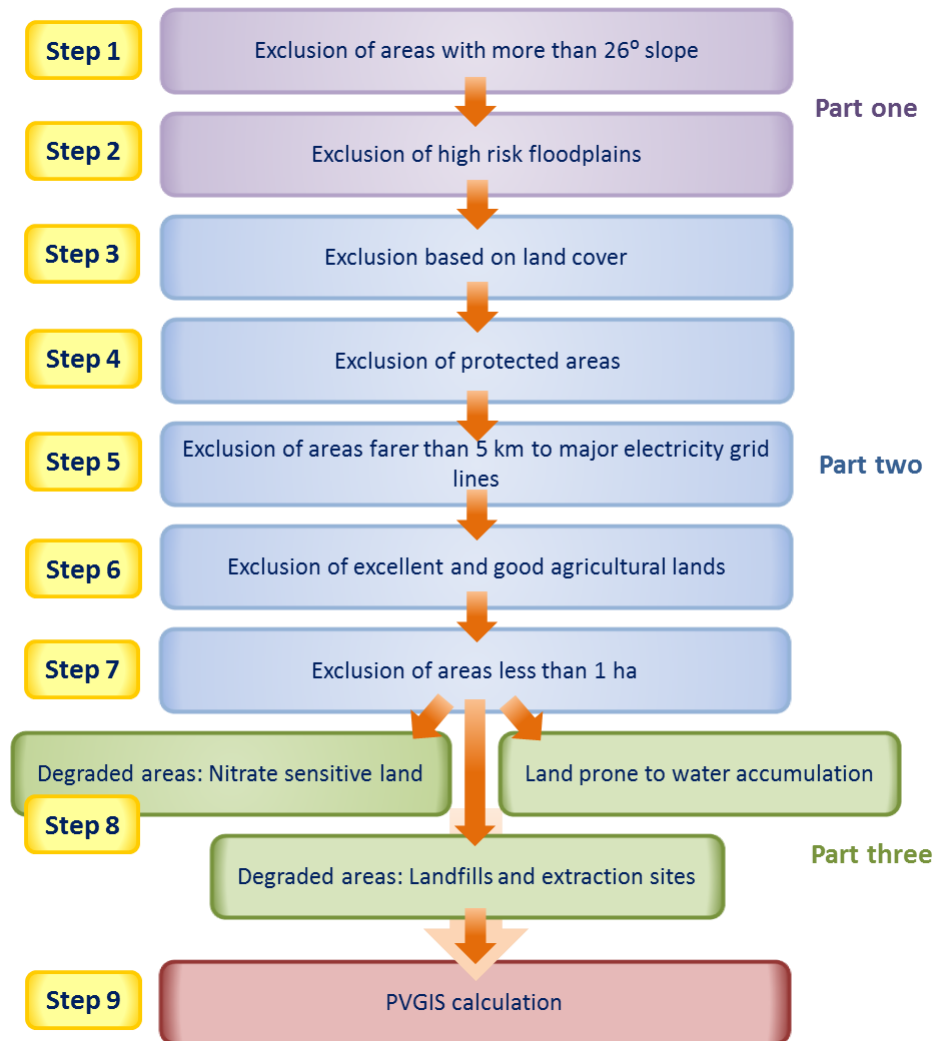 Step 1
Exclusion of areas with more than 26° slope
Part one
Step 2
Exclusion of high risk floodplains
Step 3
Exclusion based on land cover
Step 4
Exclusion of protected areas
Step 5
Exclusion of areas farer than 5 km to major electricity grid
lines
Part two
Step 6
Exclusion of excellent and good agricultural lands
Step 7
Exclusion of areas less than 1 ha
Degraded areas: Nitrate sensitive land
Land prone to water accumulation
Step 8
Part three
Degraded areas: Landfills and extraction sites
Step 9
PVGIS calculation